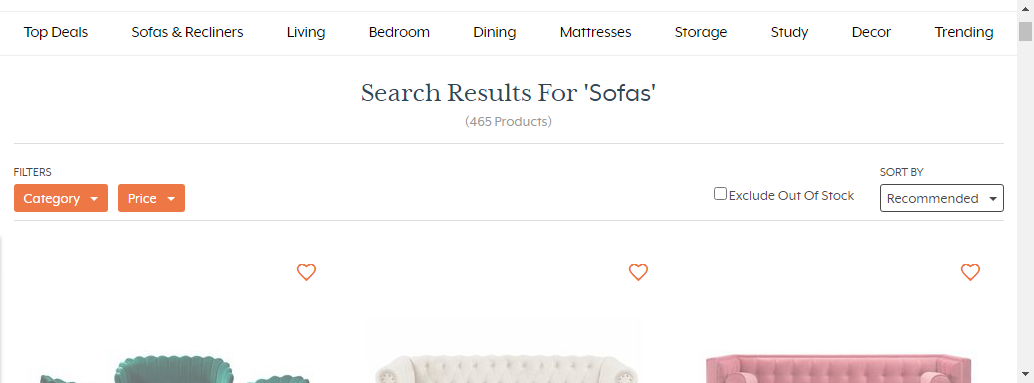 Top Deals Sofas & Recliners Living Bedroom Dining Mattresses Storage Study Decor Trending
Search Results For 'Sofas'
(465 Products)
FILTERS SORT BY
Category Price Exclude Out Of Stock Recommended